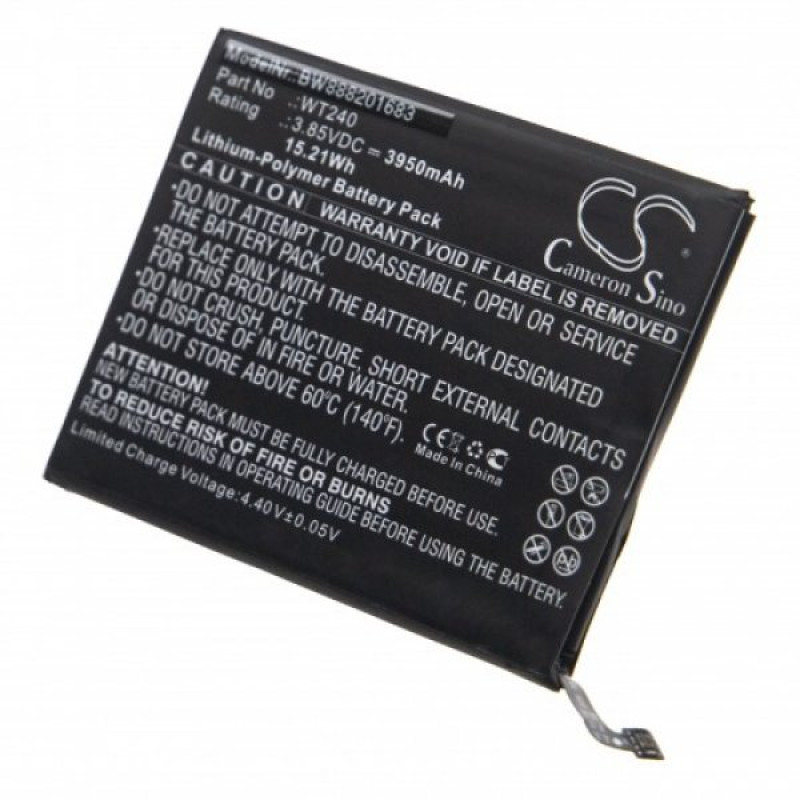 ModelNr.:BW888201683
Part No .:WT240
Rating .:3.85VDC = 3950mAh
15.21Wh
Lithium-Polymer Battery Pack
CS
Cameron Sino
®
WARRANTY VOID IF LABEL IS REMOVED
•DO NOT ATTEMPT TO DISASSEMBLE, OPEN OR SERVICE
BATTERY PACK.
•REPLACE ONLY WITH THE BATTERY PACK DESIGNATED
FOR THIS PRODUCT.
•DO NOT CRUSH, PUNCTURE, SHORT EXTERNAL CONTACTS
OR DISPOSE OF IN FIRE OR WATER.
•DO NOT STORE ABOVE 60°C (140°F)
CE
Made In China
ATTENTION:
NEW BATTERY PACK MUST BE FULLY CHARGED BEFORE USE.
TO REDUCE RISK OF FIRE OR BURNS
READ INSTRUCTIONS IN OPERATING GUIDE BEFORE USING THE BATTERY.
Limited Charge Voltage: 4.40V±0.05V